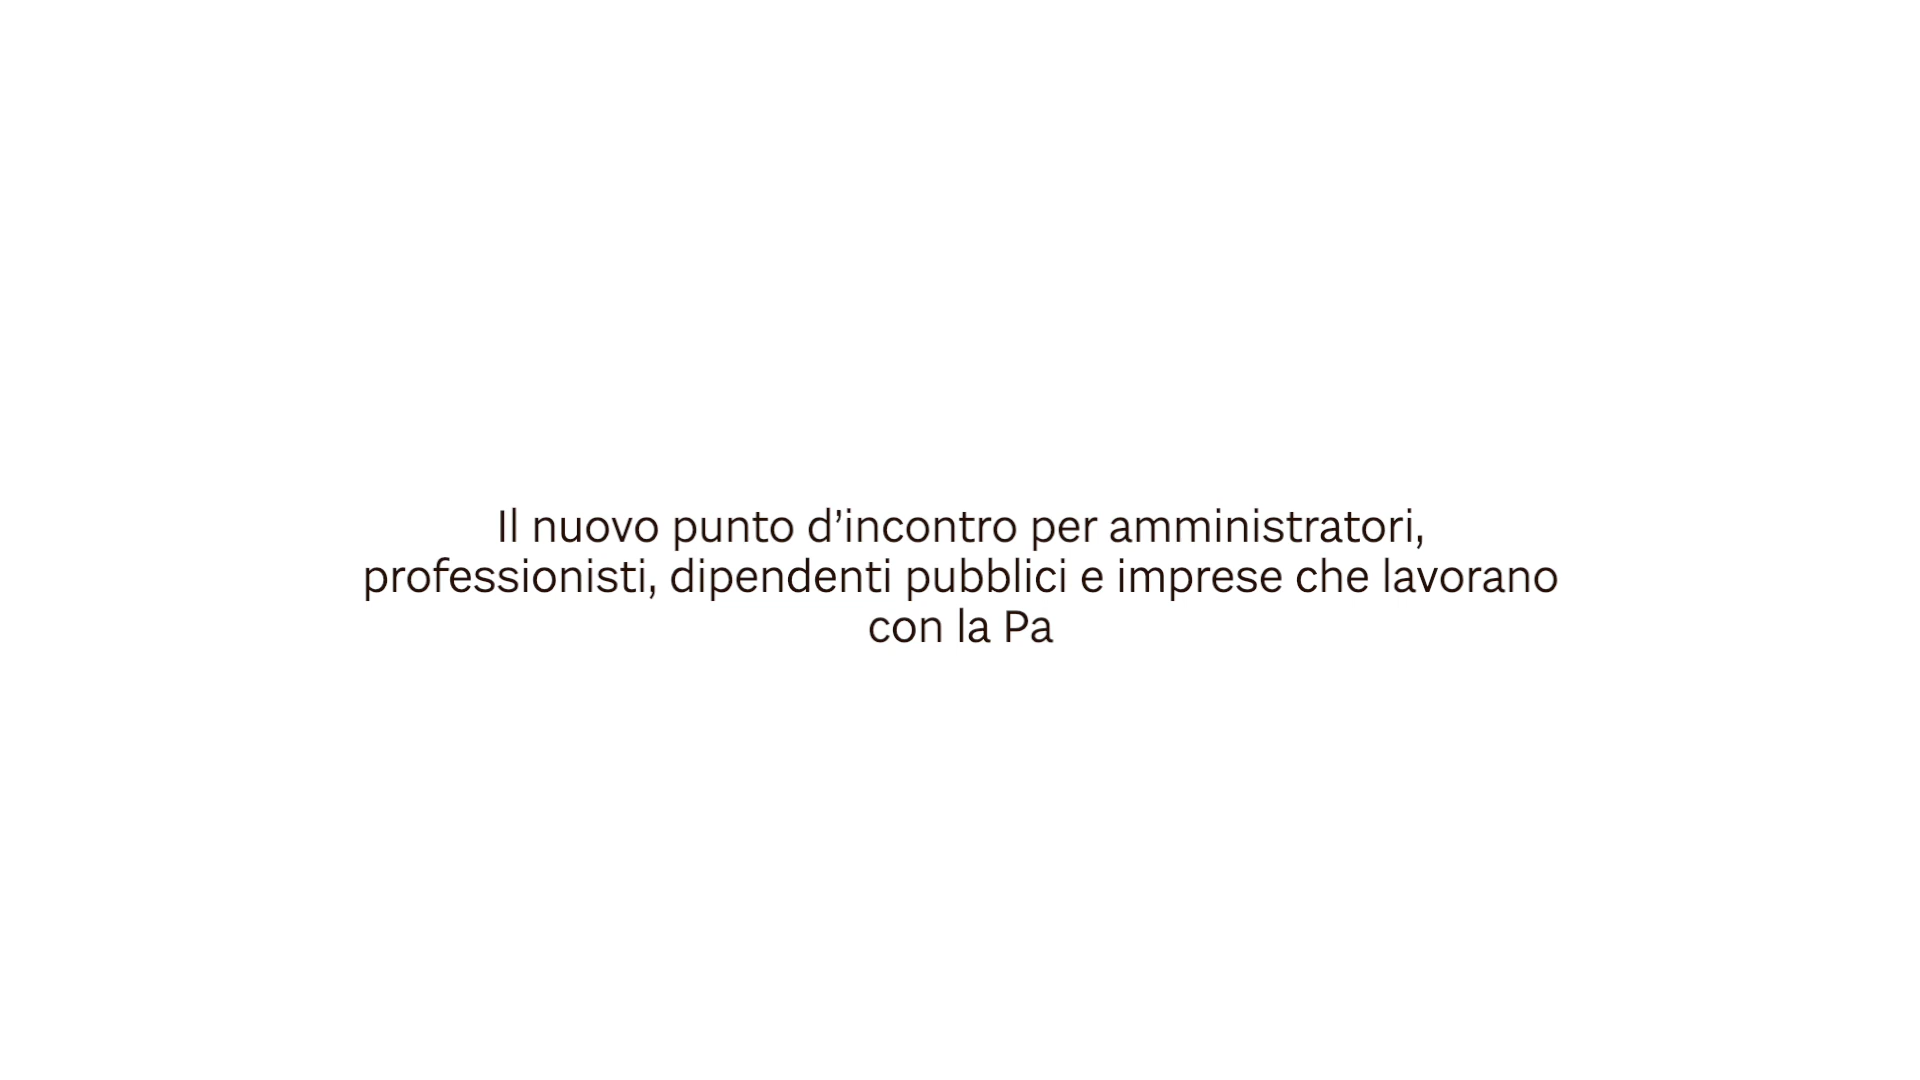 Il nuovo punto d’incontro per amministratori,
professionisti, dipendenti pubblici e imprese che lavorano
con la Pa